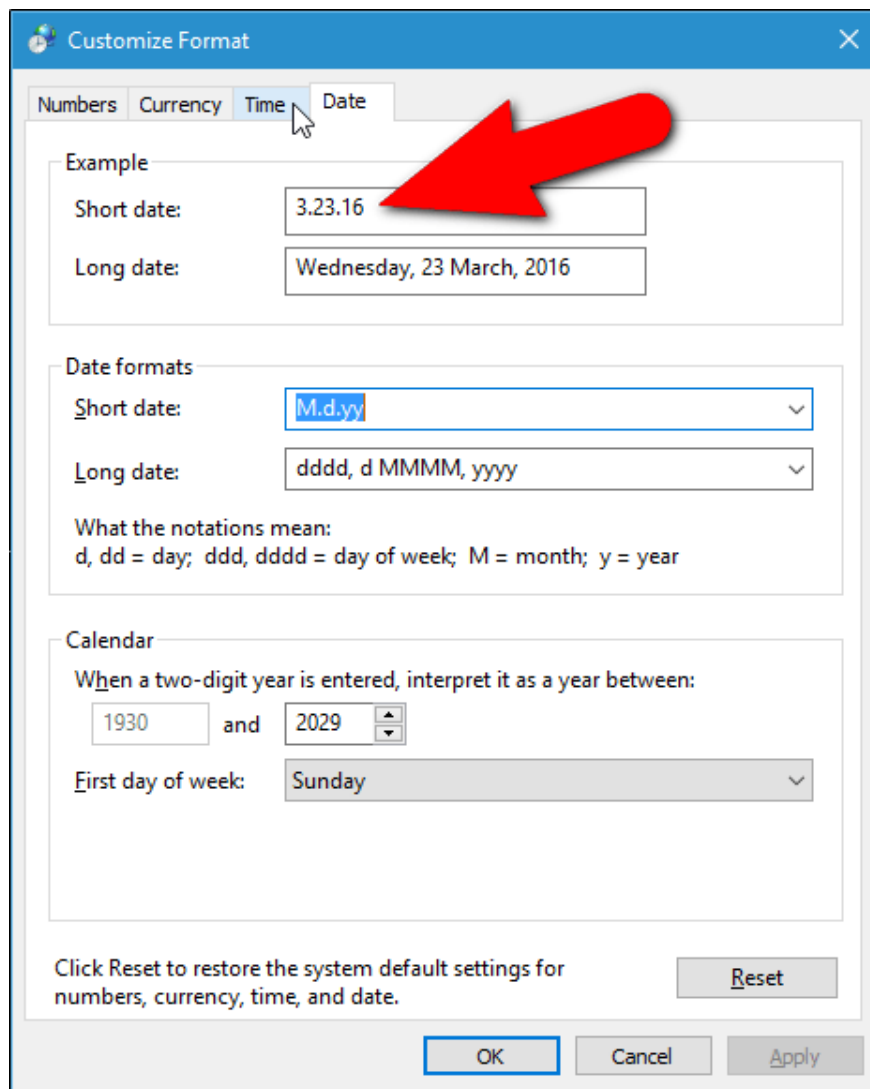 Customize Format
Numbers Currency Time Date
Example
Short date: 3.23.16
Long date: Wednesday, 23 March, 2016
Date formats
Short date: M.d.yy
Long date: dddd, d MMMM, yyyy
What the notations mean:
d, dd = day; ddd, dddd = day of week; M = month; y = year
Calendar
When a two-digit year is entered, interpret it as a year between:
1930 and 2029
First day of week: Sunday
Click Reset to restore the system default settings for
numbers, currency, time, and date.
Reset
OK Cancel Apply